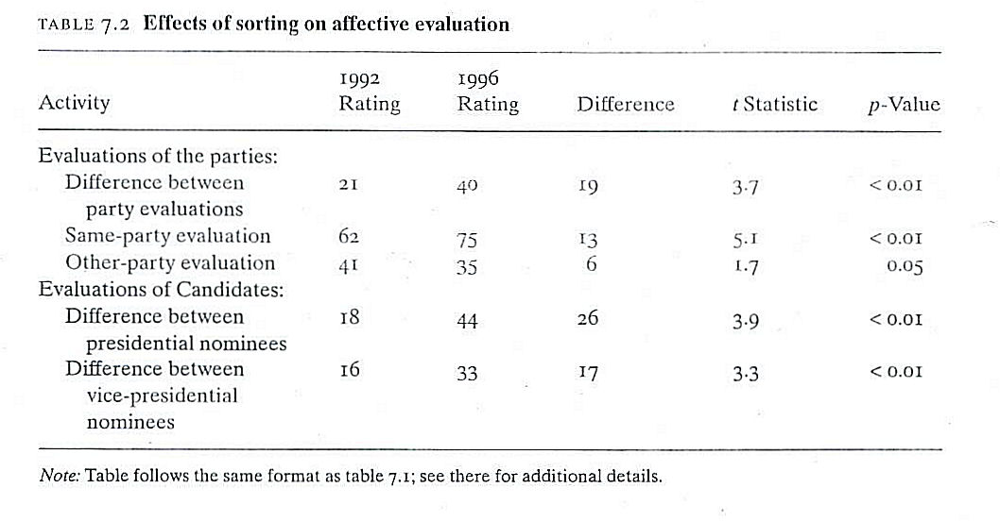 TABLE 7.2 Effects of sorting on affective evaluation
1992 1996
Activity Rating Rating Difference t Statistic p-Value
Evaluations of the parties:
Difference between 21 40 19 3.7 < 0.01
party evaluations
Same-party evaluation 62 75 13 5.1 < 0.01
Other-party evaluation 41 35 6 1.7 0.05
Evaluations of Candidates:
Difference between 18 44 26 3.9 < 0.01
presidential nominees
Difference between 16 33 17 3.3 < 0.01
vice-presidential
nominees
Note: Table follows the same format as table 7.1; see there for additional details.